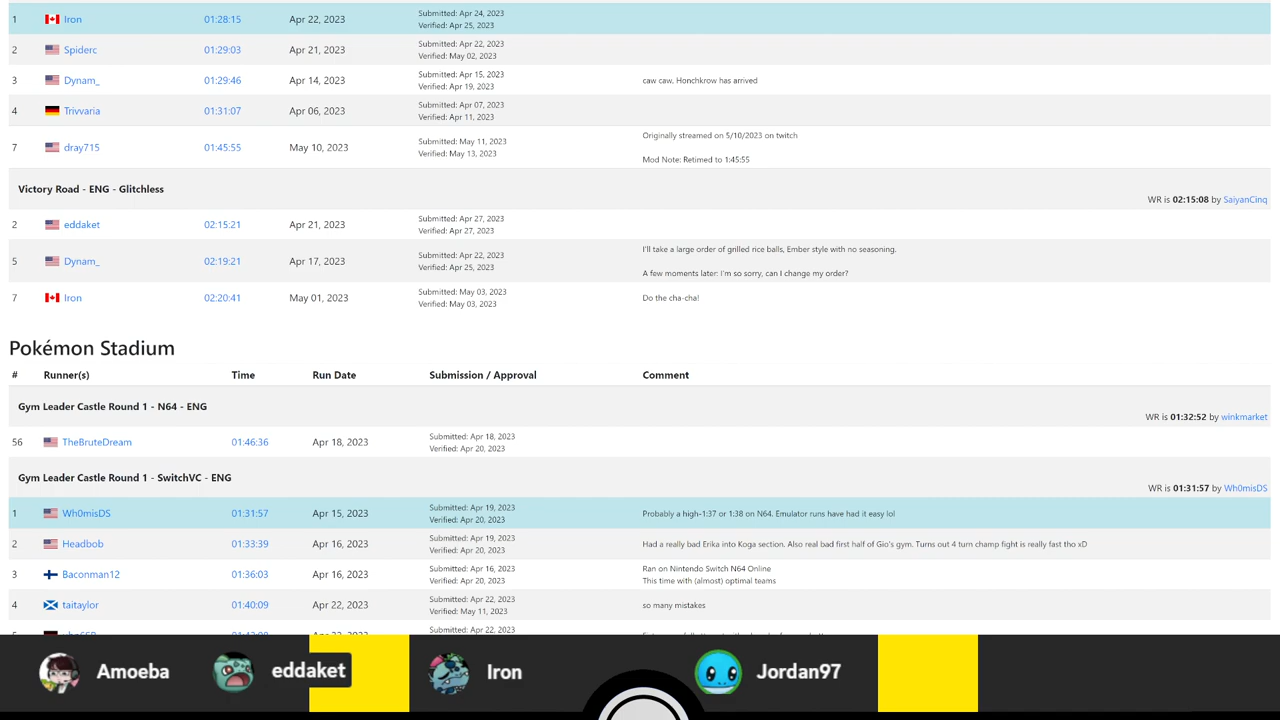 1 Iron 01:28:15 Apr 22, 2023 Submitted: Apr 24, 2023
Verified: Apr 25, 2023
2 Spiderc 01:29:03 Apr 21, 2023 Submitted: Apr 22, 2023
Verified: May 02, 2023
3 Dynam_ 01:29:46 Apr 14, 2023 Submitted: Apr 15, 2023 caw caw, Honchkrow has arrived
Verified: Apr 19, 2023
4 Trivvaria 01:31:07 Apr 06, 2023 Submitted: Apr 07, 2023
Verified: Apr 11, 2023
7 dray715 01:45:55 May 10, 2023 Submitted: May 11, 2023 Originally streamed on 5/10/2023 on twitch
Verified: May 13, 2023 Mod Note: Retimed to 1:45:55
Victory Road - ENG - Glitchless
WR is 02:15:08 by SaiyanCinq
2 eddaket 02:15:21 Apr 21, 2023 Submitted: Apr 27, 2023
Verified: Apr 27, 2023
5 Dynam_ 02:19:21 Apr 17, 2023 Submitted: Apr 22, 2023 I'll take a large order of grilled rice balls, Ember style with no seasoning.
Verified: Apr 25, 2023 A few moments later: I'm so sorry, can I change my order?
7 Iron 02:20:41 May 01, 2023 Submitted: May 03, 2023 Do the cha-cha!
Verified: May 03, 2023
Pokémon Stadium
# Runner(s) Time Run Date Submission / Approval Comment
Gym Leader Castle Round 1 - N64 - ENG
WR is 01:32:52 by winkmarket
56 TheBruteDream 01:46:36 Apr 18, 2023 Submitted: Apr 18, 2023
Verified: Apr 20, 2023
Gym Leader Castle Round 1 - SwitchVC - ENG
WR is 01:31:57 by Wh0misDS
1 Wh0misDS 01:31:57 Apr 15, 2023 Submitted: Apr 19, 2023 Probably a high-1:37 or 1:38 on N64. Emulator runs have had it easy lol
Verified: Apr 20, 2023
2 Headbob 01:33:39 Apr 16, 2023 Submitted: Apr 19, 2023 Had a really bad Erika into Koga section. Also real bad first half of Gio's gym. Turns out 4 turn champ fight is really fast tho xD
Verified: Apr 20, 2023
3 Baconman12 01:36:03 Apr 16, 2023 Submitted: Apr 16, 2023 Ran on Nintendo Switch N64 Online
Verified: Apr 20, 2023 This time with (almost) optimal teams
4 taitaylor 01:40:09 Apr 22, 2023 Submitted: Apr 22, 2023 so many mistakes
Verified: May 11, 2023
Submitted: Apr 22, 2023
Amoeba eddaket Iron Jordan97